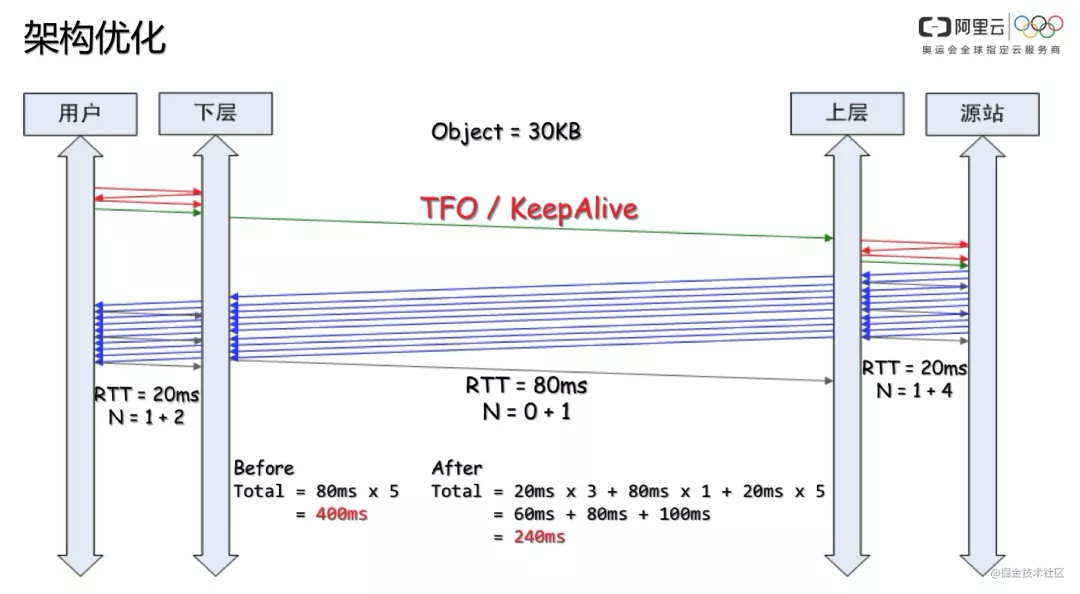 架构优化
阿里云
奥运会全球指定云服务商
用户
下层
上层
源站
Object = 30KB
TFO / KeepAlive
RTT = 20ms
N = 1 + 2
RTT = 80ms
N = 0 + 1
RTT = 20ms
N = 1 + 4
Before
Total = 80ms x 5
= 400ms
After
Total = 20ms x 3 + 80ms x 1 + 20ms x 5
= 60ms + 80ms + 100ms
= 240ms
@掘金技术社区